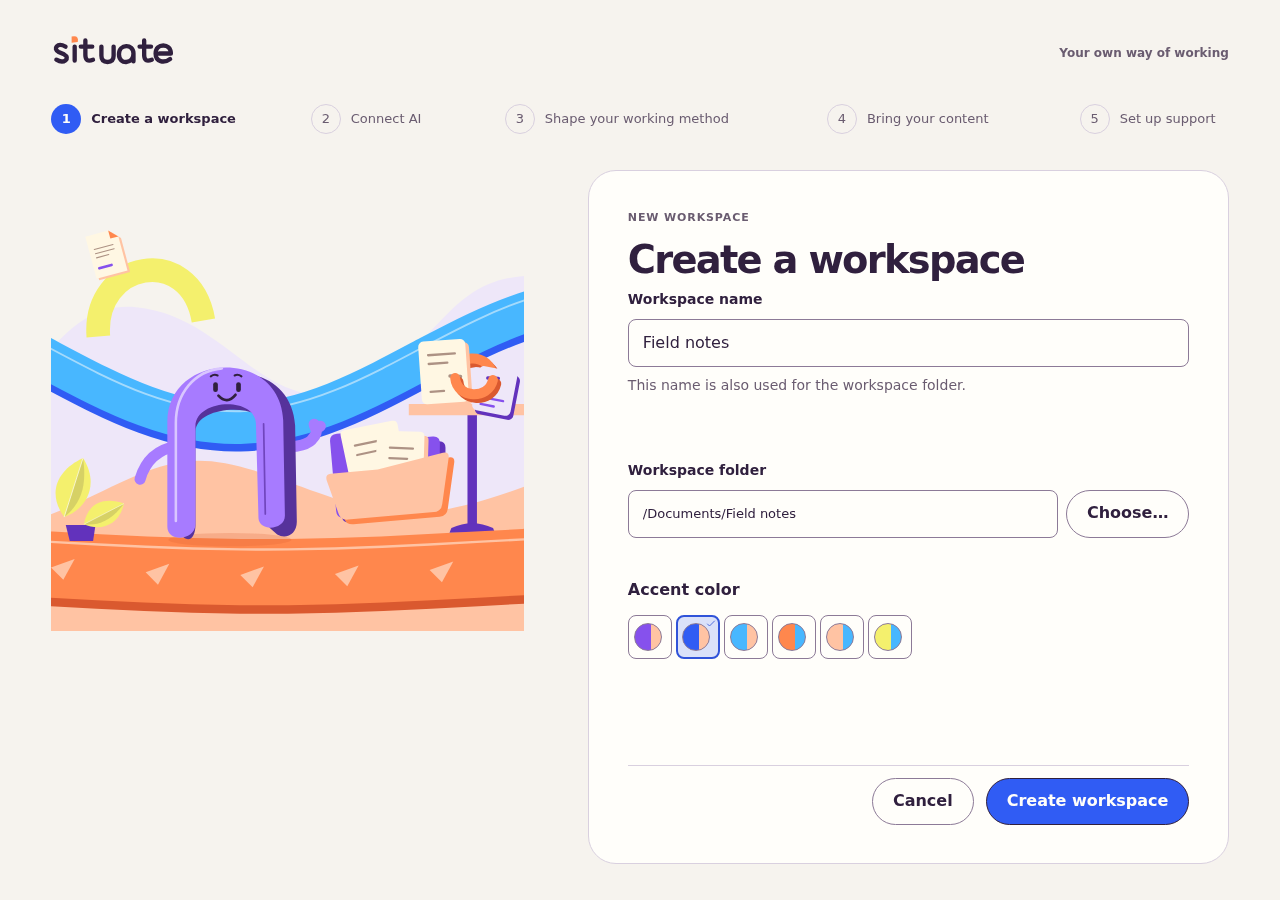 situate
Your own way of working
1 Create a workspace
2 Connect AI
3 Shape your working method
4 Bring your content
5 Set up support
NEW WORKSPACE
Create a workspace
Workspace name
Field notes
This name is also used for the workspace folder.
Workspace folder
/Documents/Field notes
Choose...
Accent color
Cancel
Create workspace